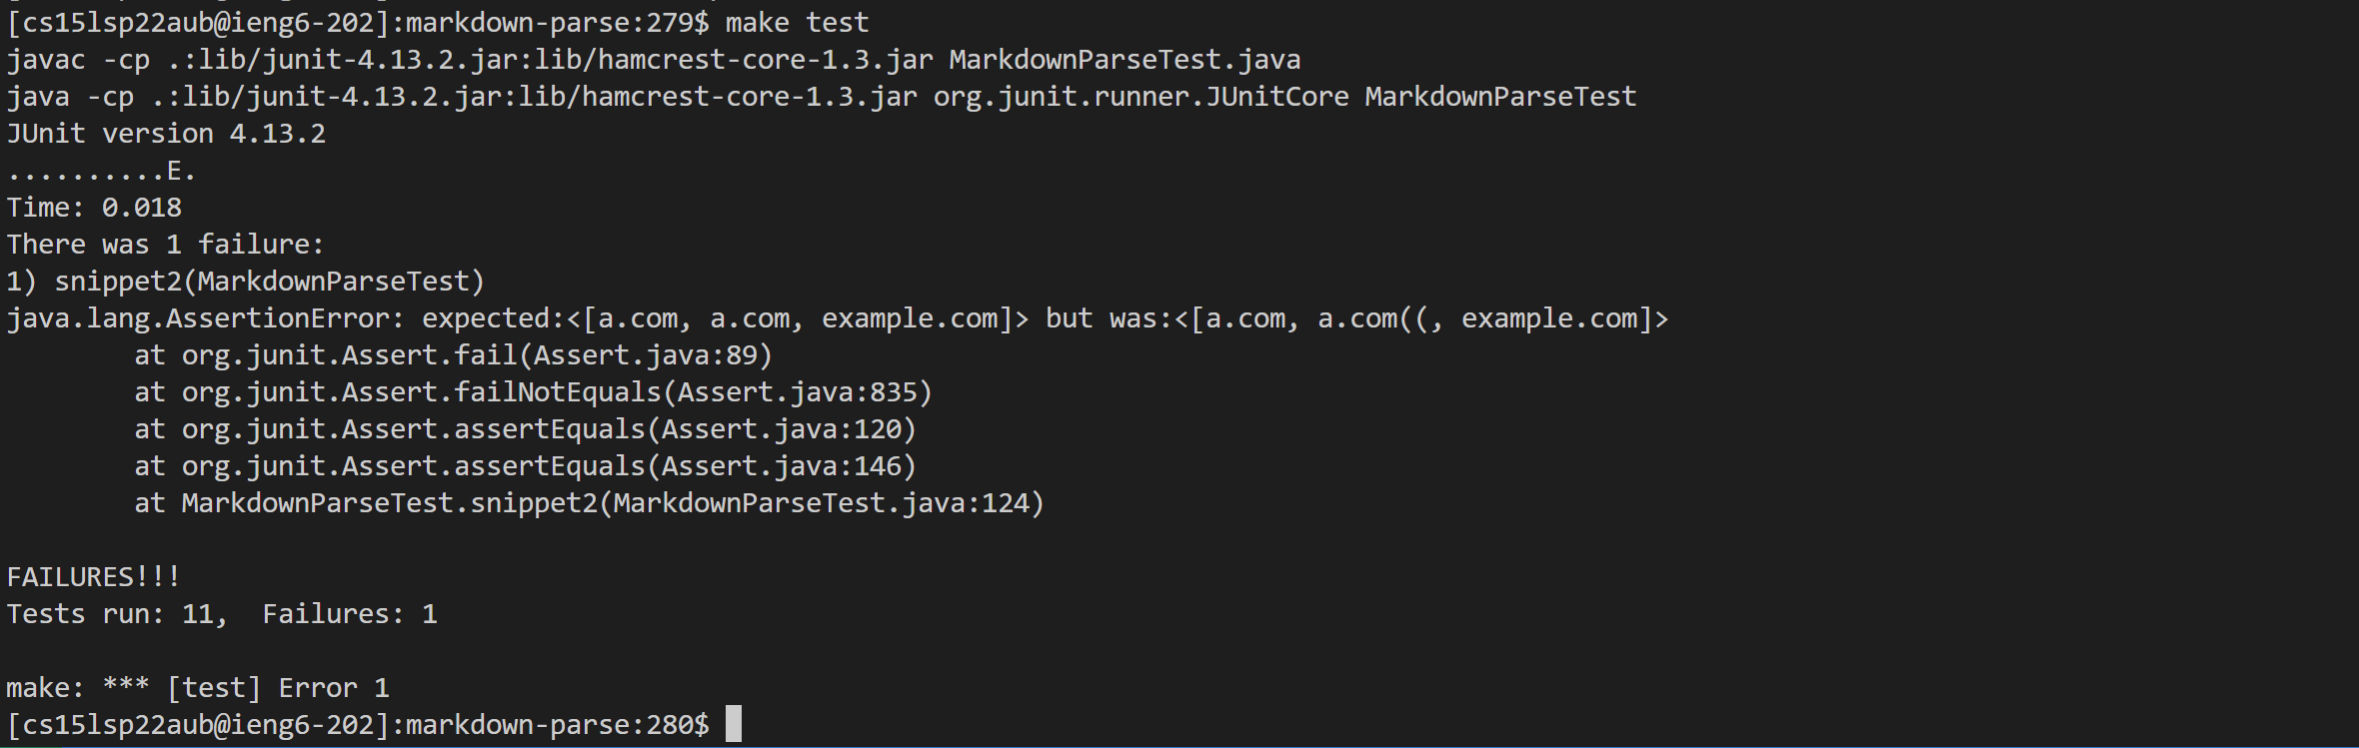 [cs15lsp22aub@ieng6-202]:markdown-parse:279$ make test
javac -cp .:lib/junit-4.13.2.jar:lib/hamcrest-core-1.3.jar MarkdownParseTest.java
java -cp .:lib/junit-4.13.2.jar:lib/hamcrest-core-1.3.jar org.junit.runner.JUnitCore MarkdownParseTest
JUnit version 4.13.2
..........E.
Time: 0.018
There was 1 failure:
1) snippet2(MarkdownParseTest)
java.lang.AssertionError: expected:<[a.com, a.com, example.com]> but was:<[a.com, a.com((, example.com]>
        at org.junit.Assert.fail(Assert.java:89)
        at org.junit.Assert.failNotEquals(Assert.java:835)
        at org.junit.Assert.assertEquals(Assert.java:120)
        at org.junit.Assert.assertEquals(Assert.java:146)
        at MarkdownParseTest.snippet2(MarkdownParseTest.java:124)
FAILURES!!!
Tests run: 11,  Failures: 1
make: *** [test] Error 1
[cs15lsp22aub@ieng6-202]:markdown-parse:280$